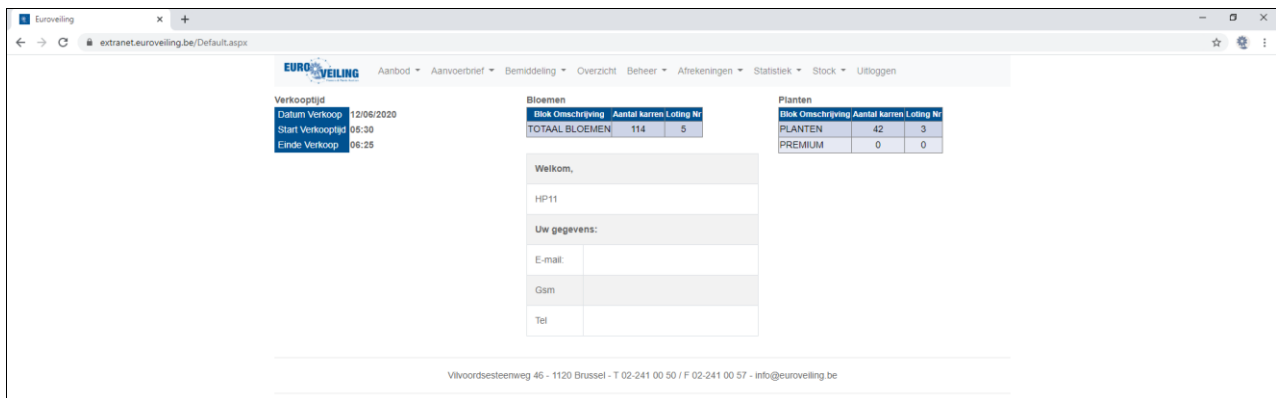 Euroveiling
extranet.euroveiling.be/Default.aspx
EURO VEILING Aanbod Aanvoerbrief Bemiddeling Overzicht Beheer Afrekeningen Statistiek Stock Uitloggen
Verkooptijd
Datum Verkoop 12/06/2020
Start Verkooptijd 05:30
Einde Verkoop 06:25
Bloemen
Blok Omschrijving Aantal karren Loting Nr
TOTAAL BLOEMEN 114 5
Planten
Blok Omschrijving Aantal karren Loting Nr
PLANTEN 42 3
PREMIUM 0 0
Welkom,
HP11
Uw gegevens:
E-mail:
Gsm
Tel
Vilvoordsesteenweg 46 - 1120 Brussel - T 02-241 00 50 / F 02-241 00 57 - info@euroveiling.be